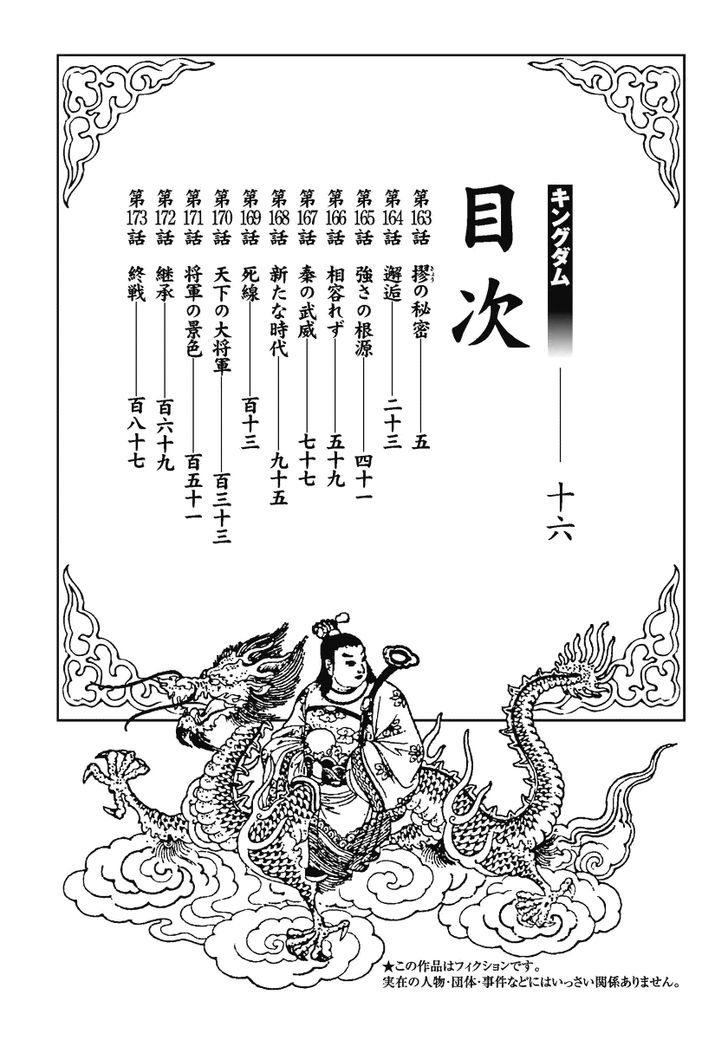 キングダム 十六
目次
第163話 摎の秘密 五
第164話 邂逅 二十三
第165話 強さの根源 四十一
第166話 相容れず 五十九
第167話 秦の武威 七十七
第168話 新たな時代 九十五
第169話 死線 百十三
第170話 天下の大将軍 百三十三
第171話 将軍の景色 百五十一
第172話 継承 百六十九
第173話 終戦 百八十七
★この作品はフィクションです。
実在の人物・団体・事件などにはいっさい関係ありません。